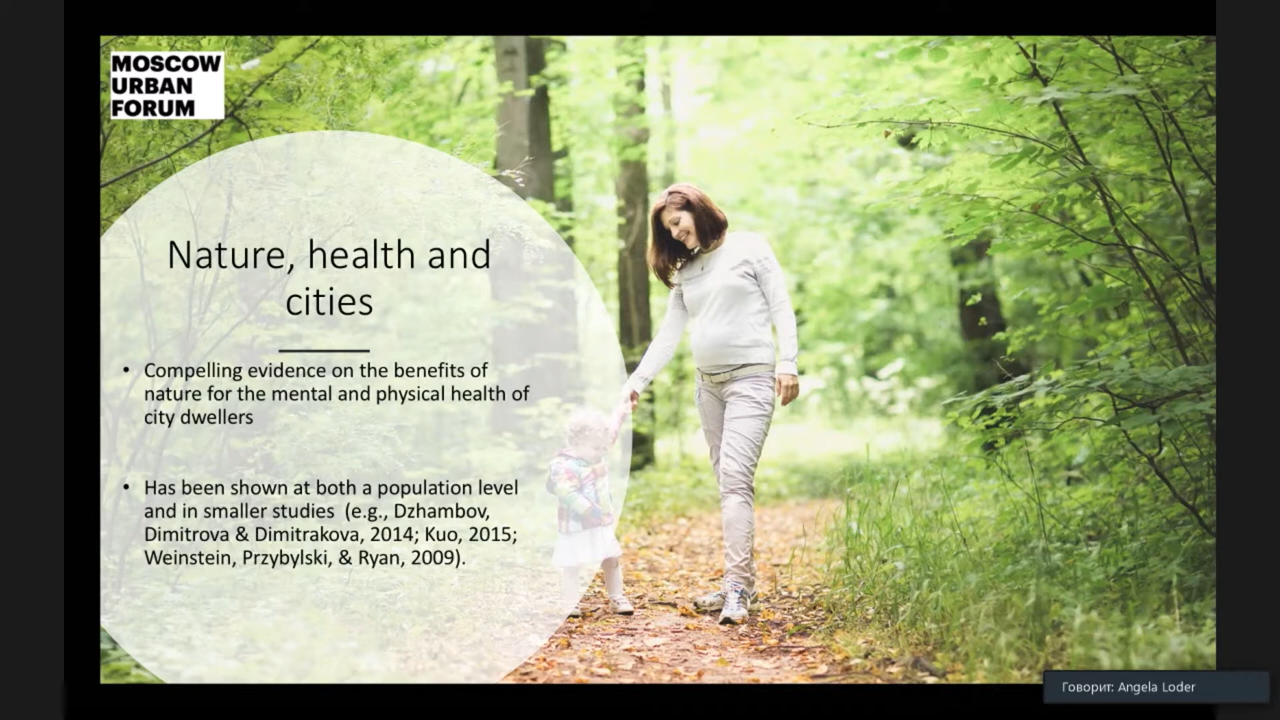 MOSCOW
URBAN
FORUM
Nature, health and
cities
• Compelling evidence on the benefits of
nature for the mental and physical health of
city dwellers
• Has been shown at both a population level
and in smaller studies (e.g., Dzhambov,
Dimitrova & Dimitrakova, 2014; Kuo, 2015;
Weinstein, Przybylski, & Ryan, 2009).
Говорит: Angela Loder